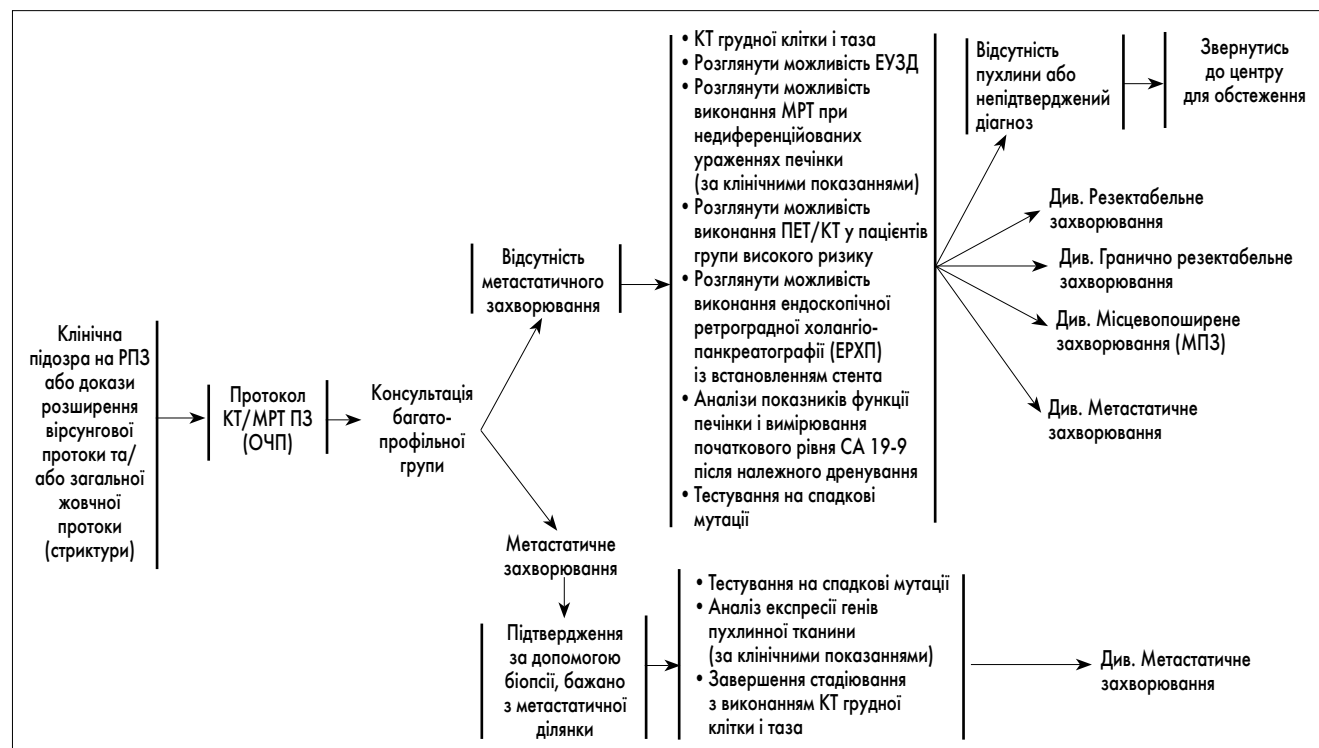 Клінічна
підозра на РПЗ
або докази
розширення
вірсунгової
протоки та/
або загальної
жовчної
протоки
(стриктури)
Протокол
КТ/МРТ ПЗ
(ОЧП)
Консультація
багато-
профільної
групи
Відсутність
метастатичного
захворювання
• КТ грудної клітки і таза
• Розглянути можливість ЕУЗД
• Розглянути можливість
виконання МРТ при
недиференційованих
ураженнях печінки
(за клінічними показаннями)
• Розглянути можливість
виконання ПЕТ/КТ у пацієнтів
групи високого ризику
• Розглянути можливість
виконання ендоскопічної
ретроградної холангіо-
панкреатографії (ЕРХП)
із встановленням стента
• Аналізи показників функції
печінки і вимірювання
початкового рівня СА 19-9
після належного дренування
• Тестування на спадкові
мутації
Відсутність
пухлини або
непідтверджений
діагноз
Звернутись
до центру
для обстеження
Див. Резектабельне
захворювання
Див. Гранично резектабельне
захворювання
Див. Місцевопоширене
захворювання (МПЗ)
Див. Метастатичне
захворювання
Метастатичне
захворювання
Підтвердження
за допомогою
біопсії, бажано
з метастатичної
ділянки
• Тестування на спадкові мутації
• Аналіз експресії генів
пухлинної тканини
(за клінічними показаннями)
• Завершення стадіювання
з виконанням КТ грудної
клітки і таза
Див. Метастатичне
захворювання